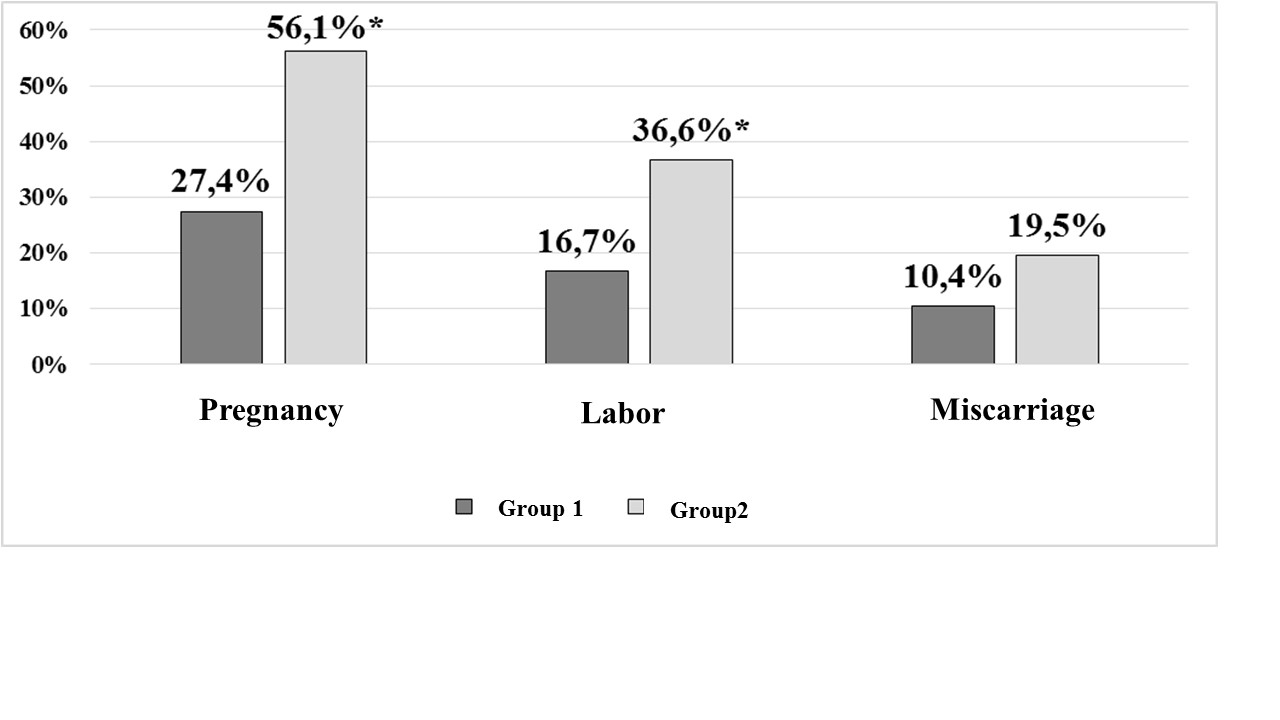 60%
56,1%*
50%
40%
36,6%*
30%
27,4%
20%
16,7%
19,5%
10%
10,4%
0%
Pregnancy
Labor
Miscarriage
Group 1
Group2